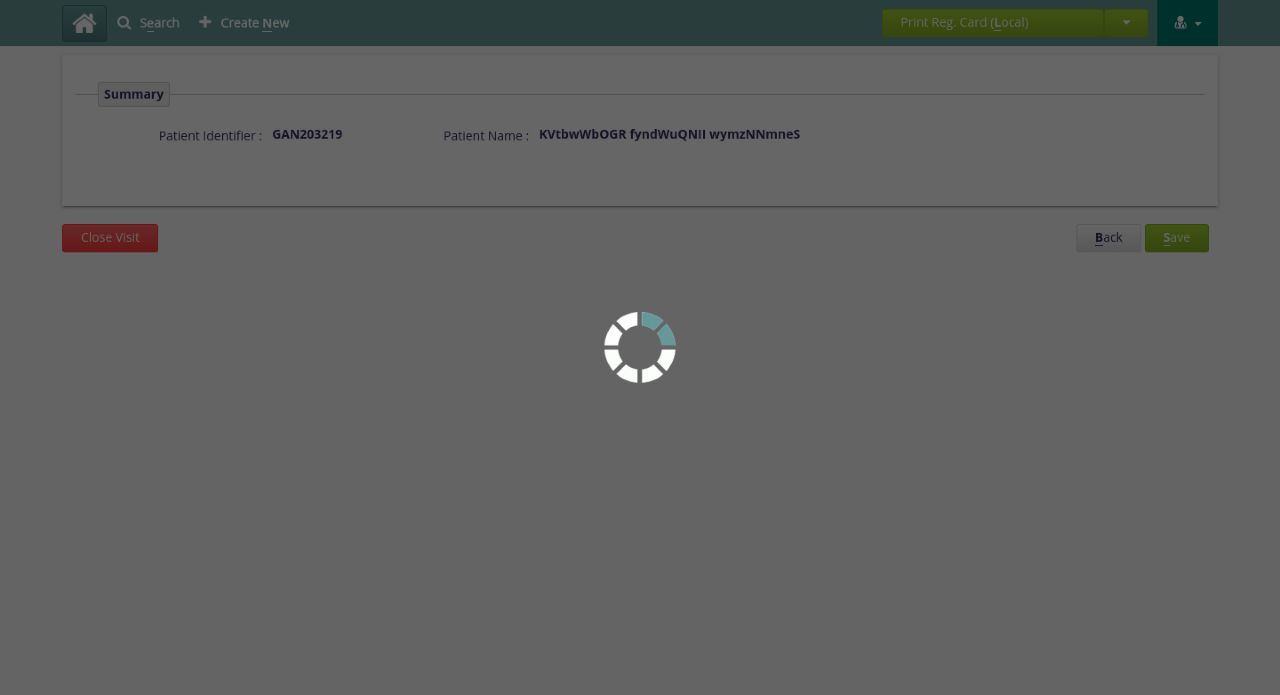 Search
Create New
Print Reg. Card (Local)
Summary
Patient Identifier : GAN203219
Patient Name : KVtbwWbOGR fyndWuQNII wymzNNmneS
Close Visit
Back
Save